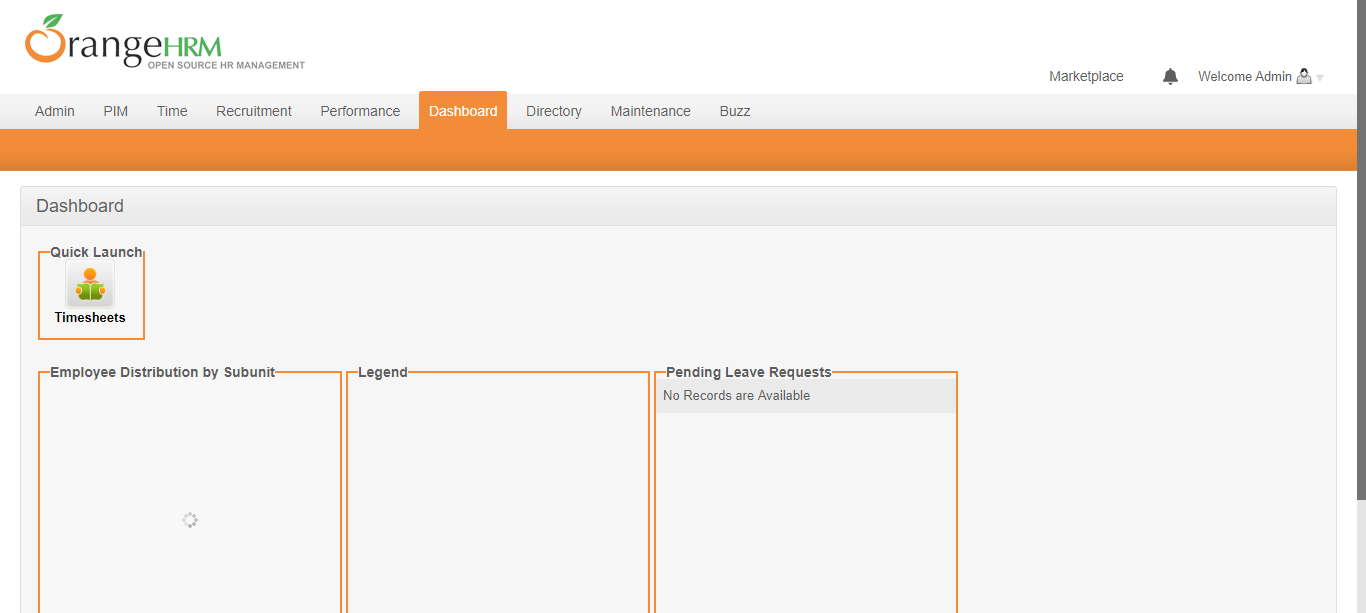 OrangeHRM
OPEN SOURCE HR MANAGEMENT
Marketplace Welcome Admin
Admin PIM Time Recruitment Performance Dashboard Directory Maintenance Buzz
Dashboard
Quick Launch
Timesheets
Employee Distribution by Subunit Legend Pending Leave Requests
No Records are Available